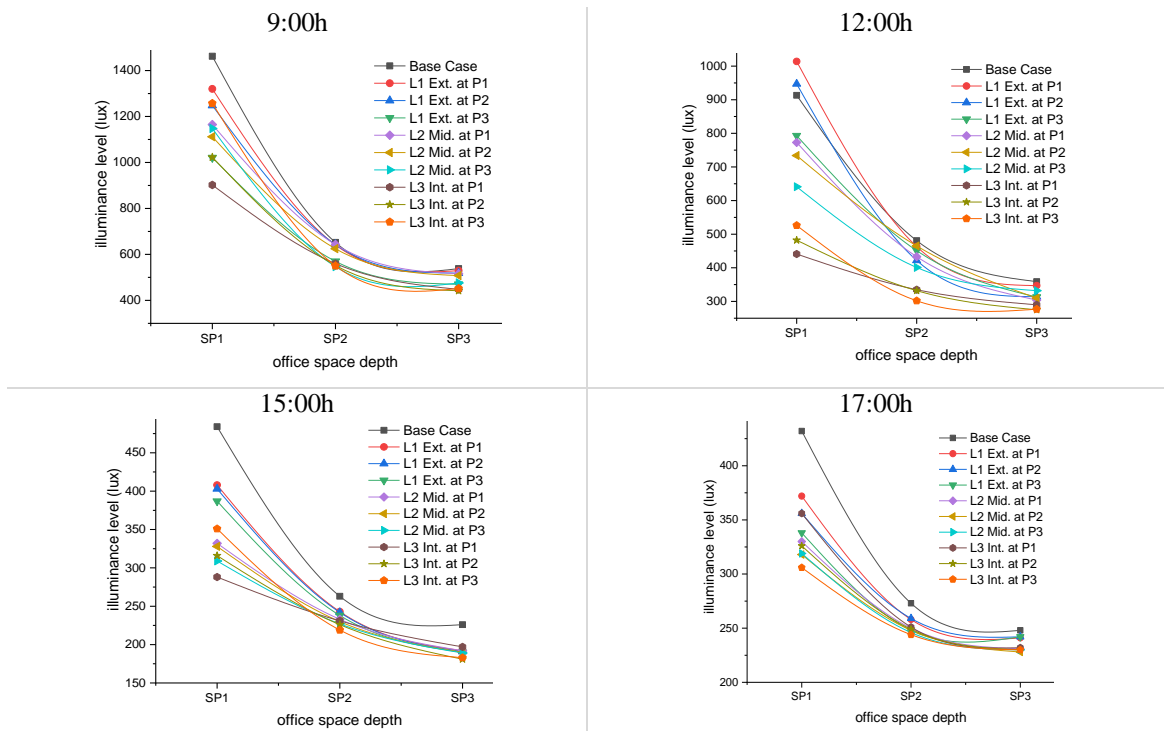 9:00h
1400
1200
1000
800
600
400
illuminance level (lux)
Base Case
L1 Ext. at P1
L1 Ext. at P2
L1 Ext. at P3
L2 Mid. at P1
L2 Mid. at P2
L2 Mid. at P3
L3 Int. at P1
L3 Int. at P2
L3 Int. at P3
SP1 SP2 SP3
office space depth
12:00h
1000
900
800
700
600
500
400
300
illuminance level (lux)
Base Case
L1 Ext. at P1
L1 Ext. at P2
L1 Ext. at P3
L2 Mid. at P1
L2 Mid. at P2
L2 Mid. at P3
L3 Int. at P1
L3 Int. at P2
L3 Int. at P3
SP1 SP2 SP3
office space depth
15:00h
450
400
350
300
250
200
150
illuminance level (lux)
Base Case
L1 Ext. at P1
L1 Ext. at P2
L1 Ext. at P3
L2 Mid. at P1
L2 Mid. at P2
L2 Mid. at P3
L3 Int. at P1
L3 Int. at P2
L3 Int. at P3
SP1 SP2 SP3
office space depth
17:00h
400
350
300
250
200
illuminance level (lux)
Base Case
L1 Ext. at P1
L1 Ext. at P2
L1 Ext. at P3
L2 Mid. at P1
L2 Mid. at P2
L2 Mid. at P3
L3 Int. at P1
L3 Int. at P2
L3 Int. at P3
SP1 SP2 SP3
office space depth